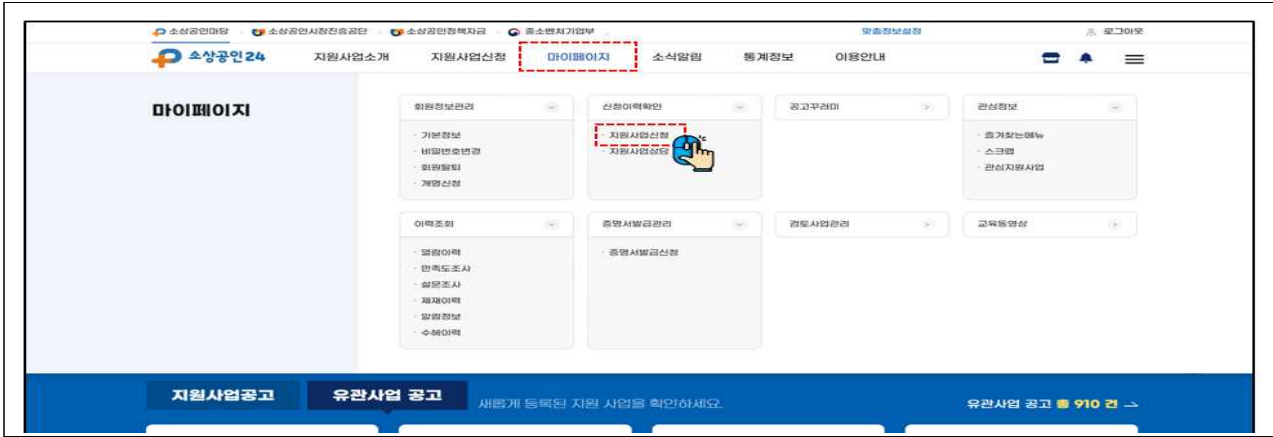 소상공인마당 소상공인시장진흥공단 소상공인정책자금 중소벤처기업부 맞춤정보설정 로그아웃
소상공인24 지원사업소개 지원사업신청 마이페이지 소식알림 통계정보 이용안내
마이페이지
회원정보관리 신청이력확인 공고꾸러미 관심정보
· 기본정보 · 지원사업신청 · 즐겨찾는메뉴
· 비밀번호변경 · 지원사업상담 · 스크랩
· 회원탈퇴 · 관심지원사업
· 개명신청
이력조회 증명서발급관리 검토사업관리 교육동영상
· 열람이력 · 증명서발급신청
· 만족도조사
· 설문조사
· 제재이력
· 알림정보
· 수혜이력
지원사업공고 유관사업 공고 새롭게 등록된 지원 사업을 확인하세요. 유관사업 공고 총 910 건 →